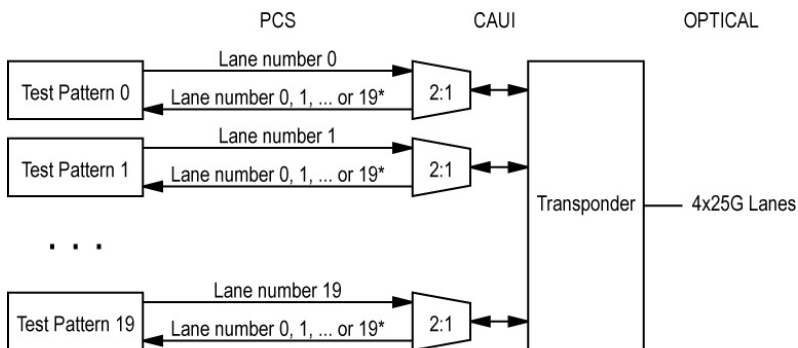 PCS CAUI OPTICAL
Lane number 0
Test Pattern 0
Lane number 0, 1, ... or 19*
2:1
Lane number 1
Test Pattern 1
Lane number 0, 1, ... or 19*
2:1
Transponder
4x25G Lanes
. . .
Lane number 19
Test Pattern 19
Lane number 0, 1, ... or 19*
2:1